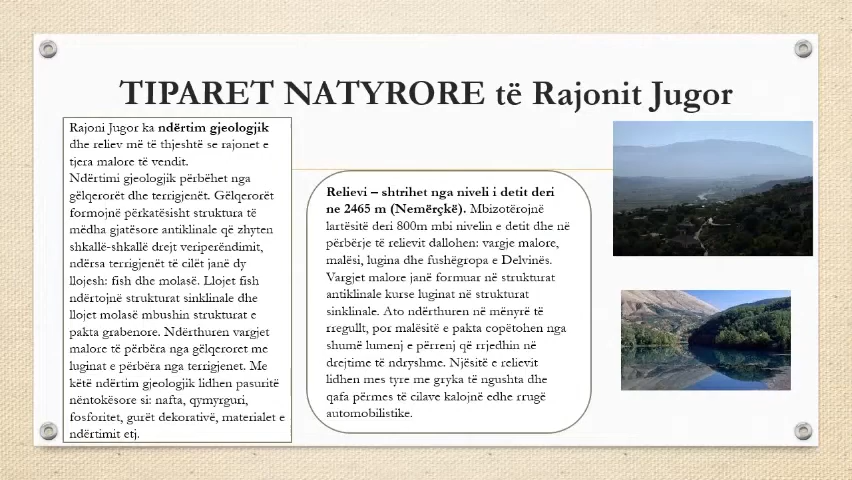 TIPARET NATYRORE të Rajonit Jugor
Rajoni Jugor ka ndërtim gjeologjik
dhe reliev më të thjeshtë se rajonet e
tjera malore të vendit.
Ndërtimi gjeologjik përbëhet nga
gëlqerorët dhe terrigjenët. Gëlqerorët
formojnë përkatësisht struktura të
mëdha gjatësore antiklinale që zhyten
shkallë-shkallë drejt veriperëndimit,
ndërsa terrigjenët të cilët janë dy
llojesh: fish dhe molasë. Llojet fish
ndërtojnë strukturat sinklinale dhe
llojet molasë mbushin strukturat e
pakta grabenore. Ndërthuren vargjet
malore të përbëra nga gëlqeroret me
luginat e përbëra nga terrigjenet. Me
këtë ndërtim gjeologjik lidhen pasuritë
nëntokësore si: nafta, qymyrguri,
fosforitet, gurët dekorativë, materialet e
ndërtimit etj.
Relievi – shtrihet nga niveli i detit deri
ne 2465 m (Nemërçkë). Mbizotërojnë
lartësitë deri 800m mbi nivelin e detit dhe në
përbërje të relievit dallohen: vargje malore,
malësi, lugina dhe fushëgropa e Delvinës.
Vargjet malore janë formuar në strukturat
antiklinale kurse luginat në strukturat
sinklinale. Ato ndërthuren në mënyrë të
rregullt, por malësitë e pakta copëtohen nga
shumë lumenj e përrenj që rrjedhin në
drejtime të ndryshme. Njësitë e relievit
lidhen mes tyre me gryka të ngushta dhe
qafa përmes të cilave kalojnë edhe rrugë
automobilistike.